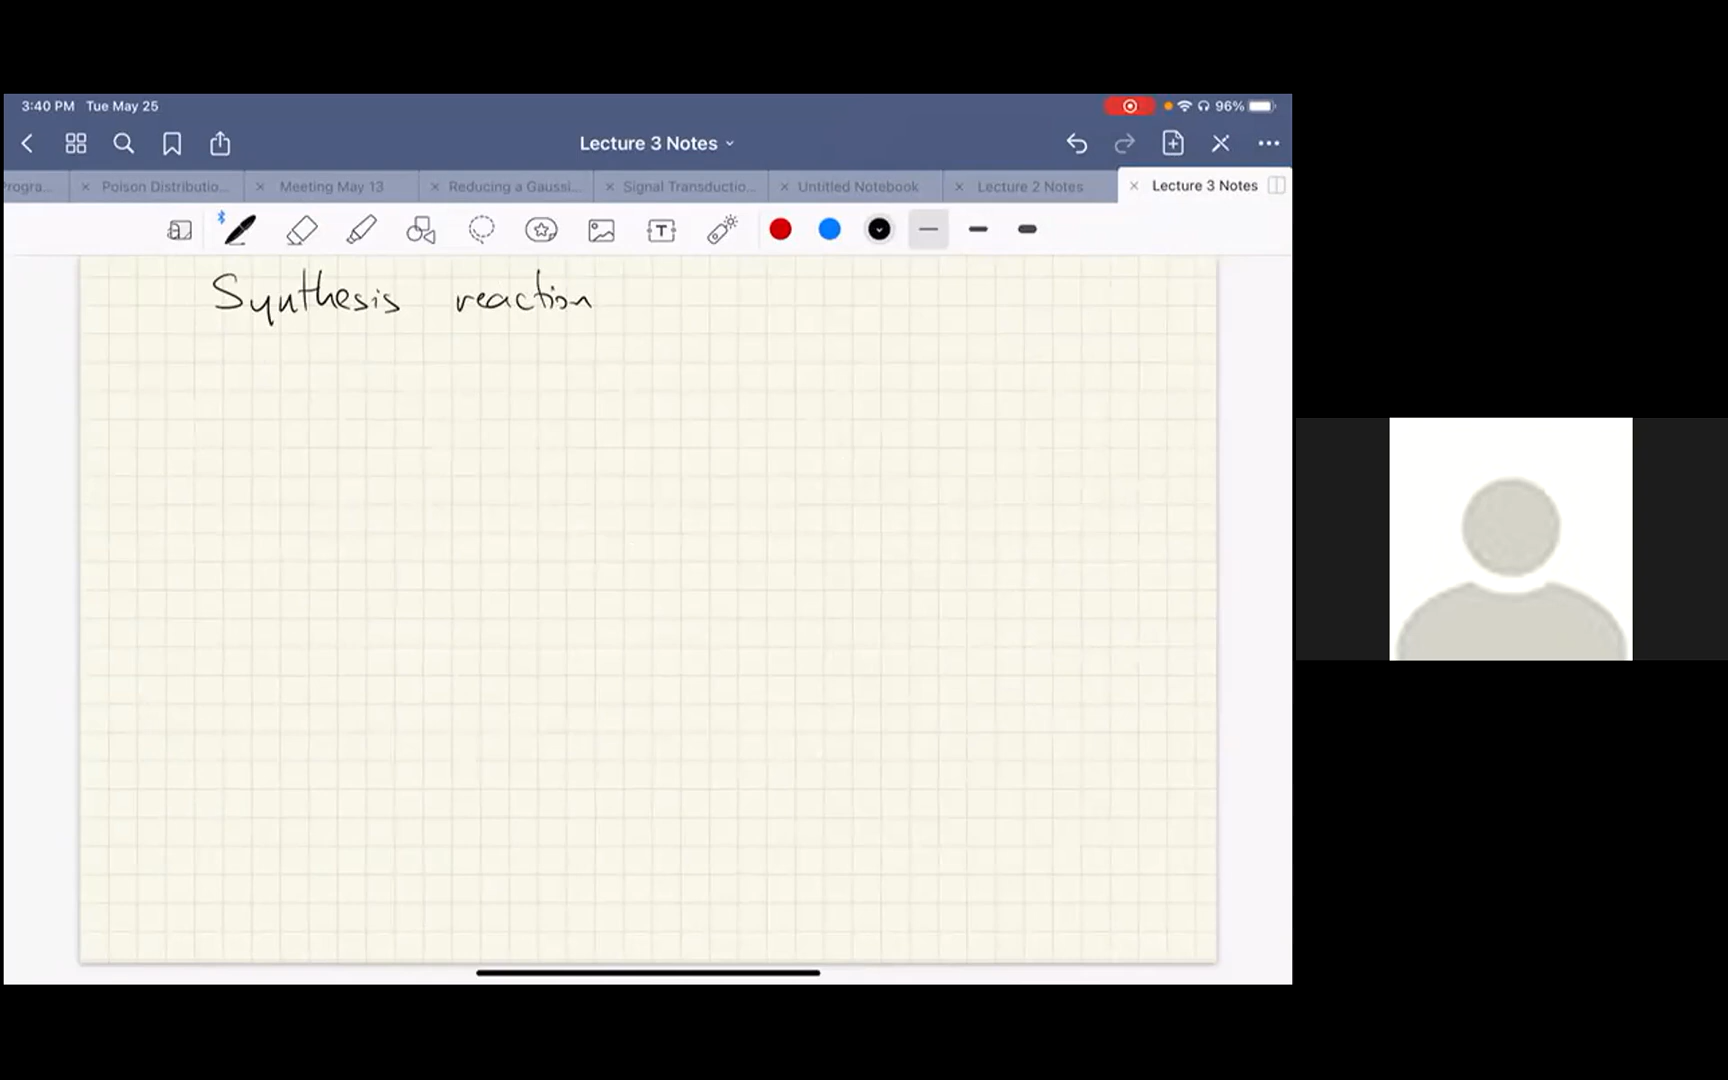 3:40 PM Tue May 25 96%
Lecture 3 Notes
Progra... Poison Distributio... Meeting May 13 Reducing a Gaussi... Signal Transductio... Untitled Notebook Lecture 2 Notes Lecture 3 Notes
T
Synthesis reaction